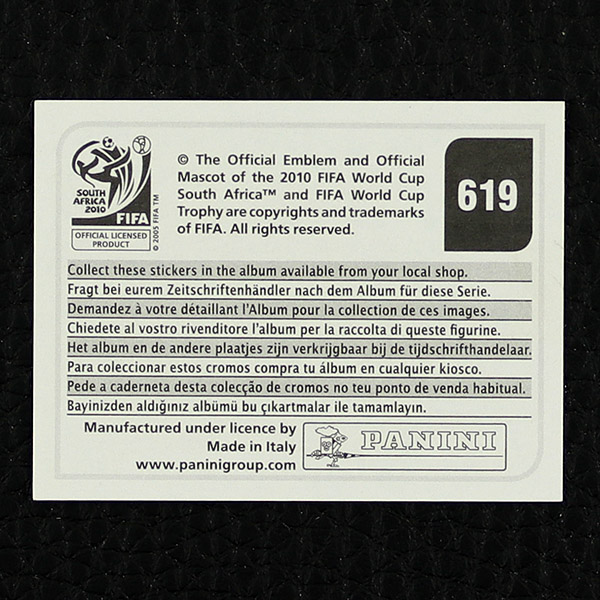 SOUTH
AFRICA
2010
FIFA
OFFICIAL LICENSED
PRODUCT
© 2005 FIFA TM
© The Official Emblem and Official
Mascot of the 2010 FIFA World Cup
South Africa™ and FIFA World Cup
Trophy are copyrights and trademarks
of FIFA. All rights reserved.
619
Collect these stickers in the album available from your local shop.
Fragt bei eurem Zeitschriftenhändler nach dem Album für diese Serie.
Demandez à votre détaillant l'Album pour la collection de ces images.
Chiedete al vostro rivenditore l'album per la raccolta di queste figurine.
Het album en de andere plaatjes zijn verkrijgbaar bij de tijdschrifthandelaar.
Para coleccionar estos cromos compra tu álbum en cualquier kiosco.
Pede a caderneta desta colecção de cromos no teu ponto de venda habitual.
Bayinizden aldığınız albümü bu çıkartmalar ile tamamlayın.
Manufactured under licence by
Made in Italy
www.paninigroup.com
PANINI